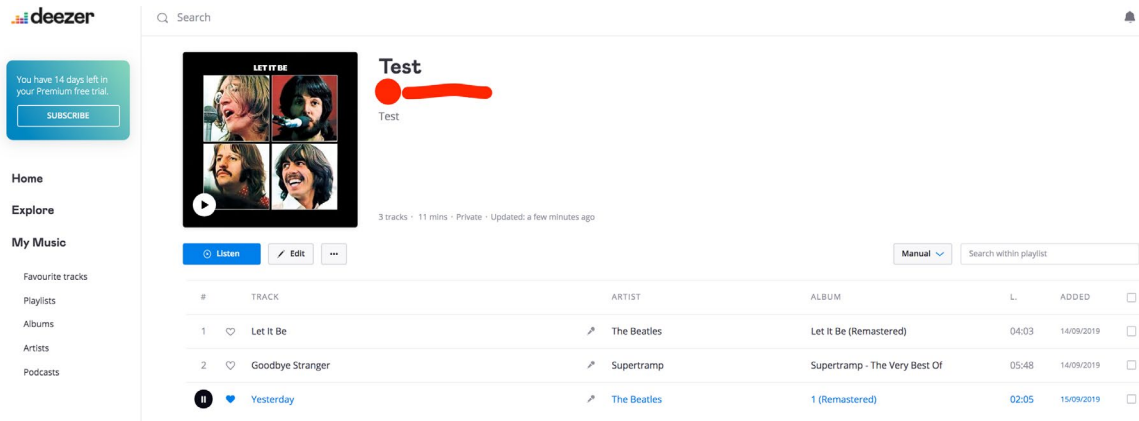 deezer
Search
You have 14 days left in
your Premium free trial.
SUBSCRIBE
Home
Explore
My Music
Favourite tracks
Playlists
Albums
Artists
Podcasts
LET IT BE
Test
Test
3 tracks · 11 mins · Private · Updated: a few minutes ago
Listen Edit ...
Manual Search within playlist
# TRACK ARTIST ALBUM L. ADDED
1 Let It Be The Beatles Let It Be (Remastered) 04:03 14/09/2019
2 Goodbye Stranger Supertramp Supertramp - The Very Best Of 05:48 14/09/2019
Yesterday The Beatles 1 (Remastered) 02:05 15/09/2019